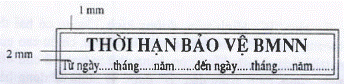 1 mm
THỜI HẠN BẢO VỆ BMNN
2 mm
Từ ngày.....tháng.....năm.......đến ngày.....tháng.....năm.......